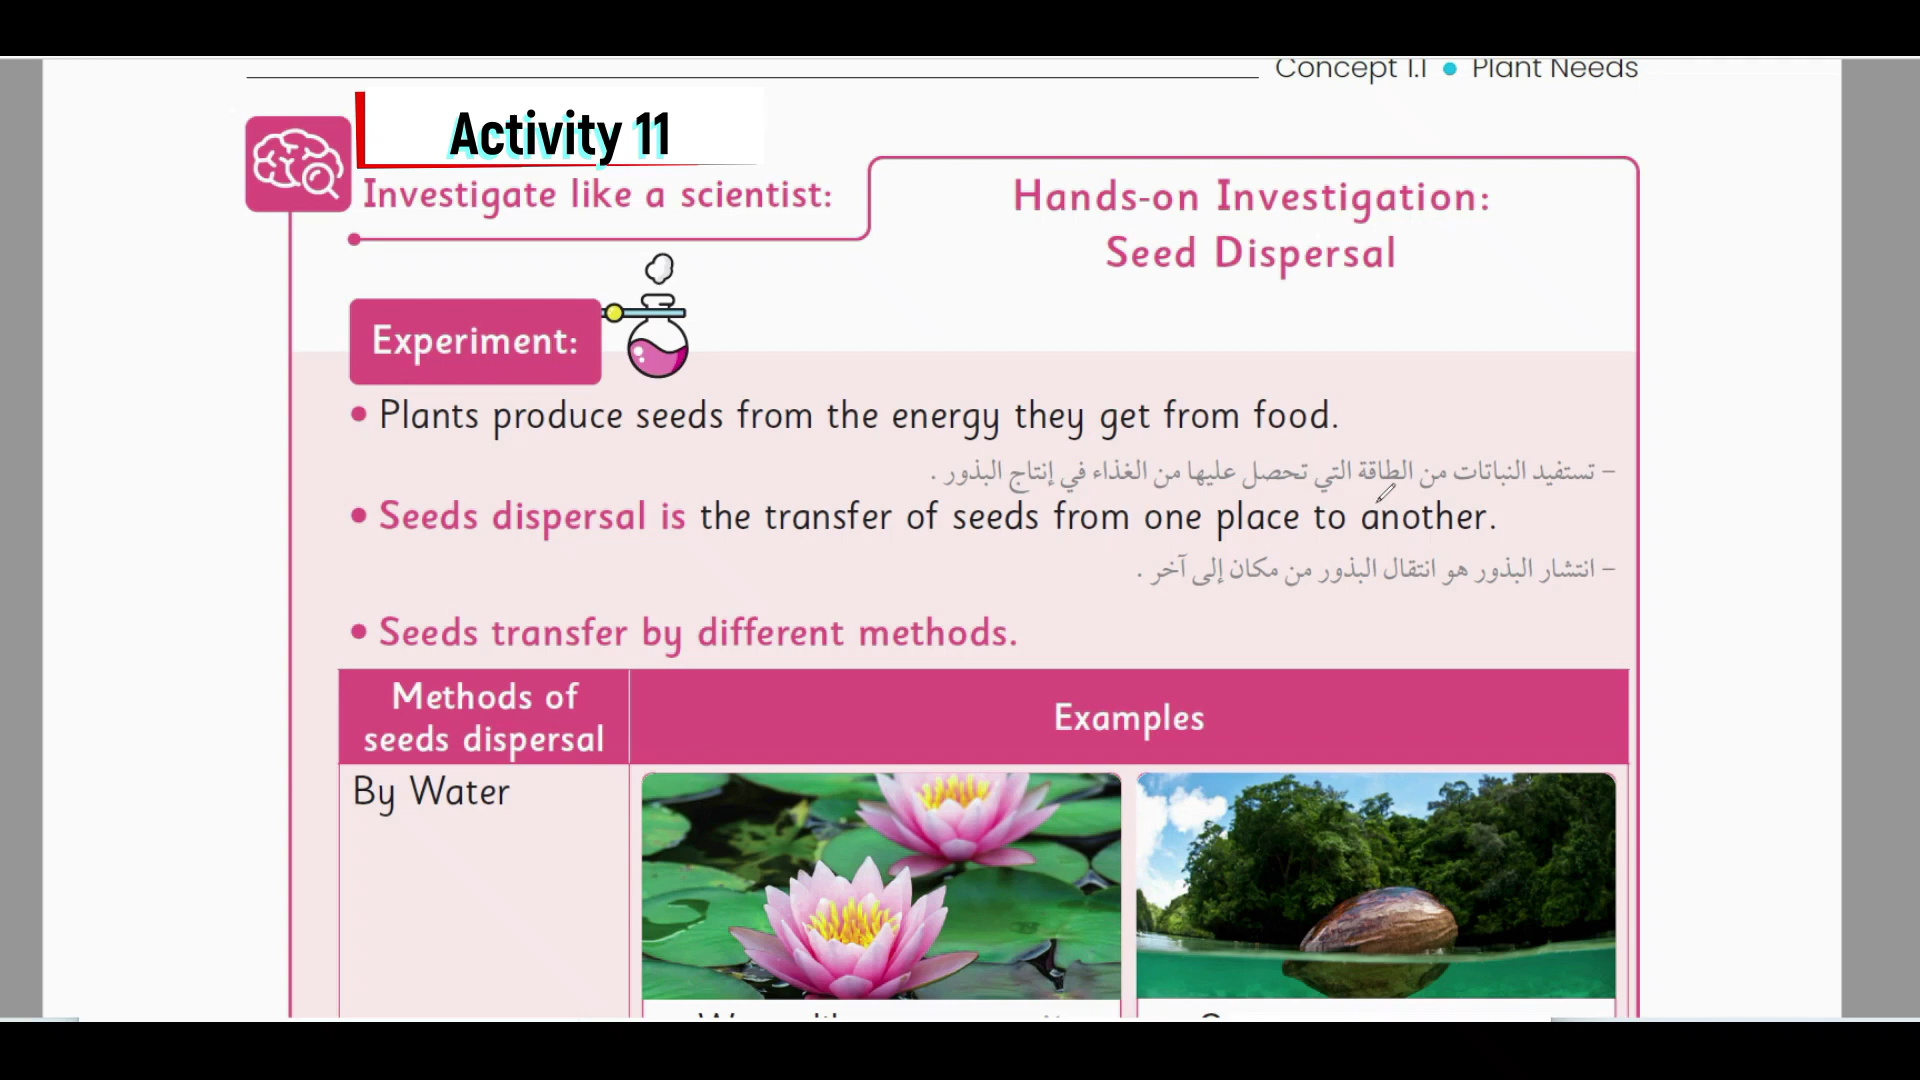 Concept 1.1 • Plant Needs
Activity 11
Investigate like a scientist:
Hands-on Investigation:
Seed Dispersal
Experiment:
• Plants produce seeds from the energy they get from food.
– تستفيد النباتات من الطاقة التي تحصل عليها من الغذاء في إنتاج البذور .
• Seeds dispersal is the transfer of seeds from one place to another.
– انتشار البذور هو انتقال البذور من مكان إلى آخر .
• Seeds transfer by different methods.
Methods of
seeds dispersal
Examples
By Water